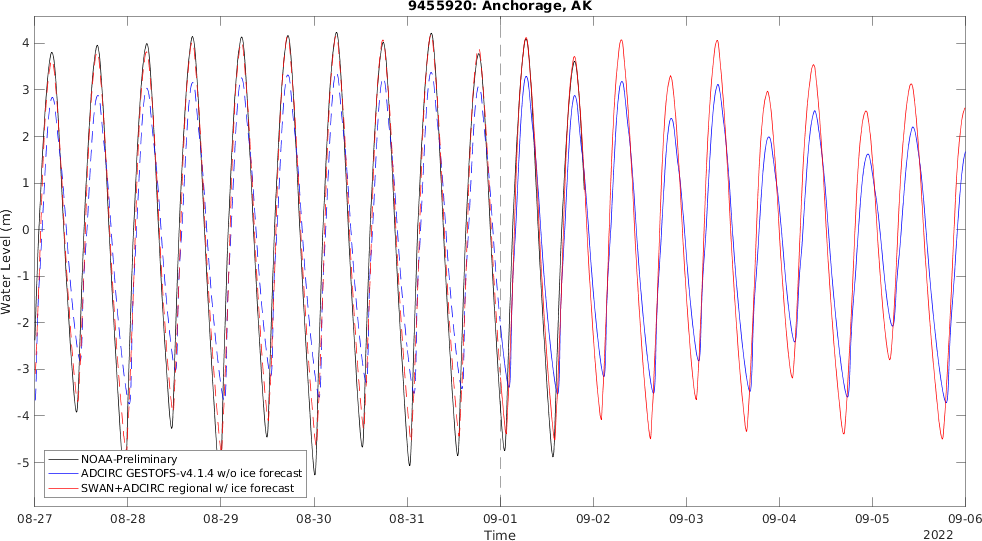 9455920: Anchorage, AK
4
3
2
1
0
-1
-2
-3
-4
-5
Water Level (m)
NOAA-Preliminary
ADCIRC GESTOFS-v4.1.4 w/o ice forecast
SWAN+ADCIRC regional w/ ice forecast
08-27 08-28 08-29 08-30 08-31 09-01 09-02 09-03 09-04 09-05 09-06
Time
2022